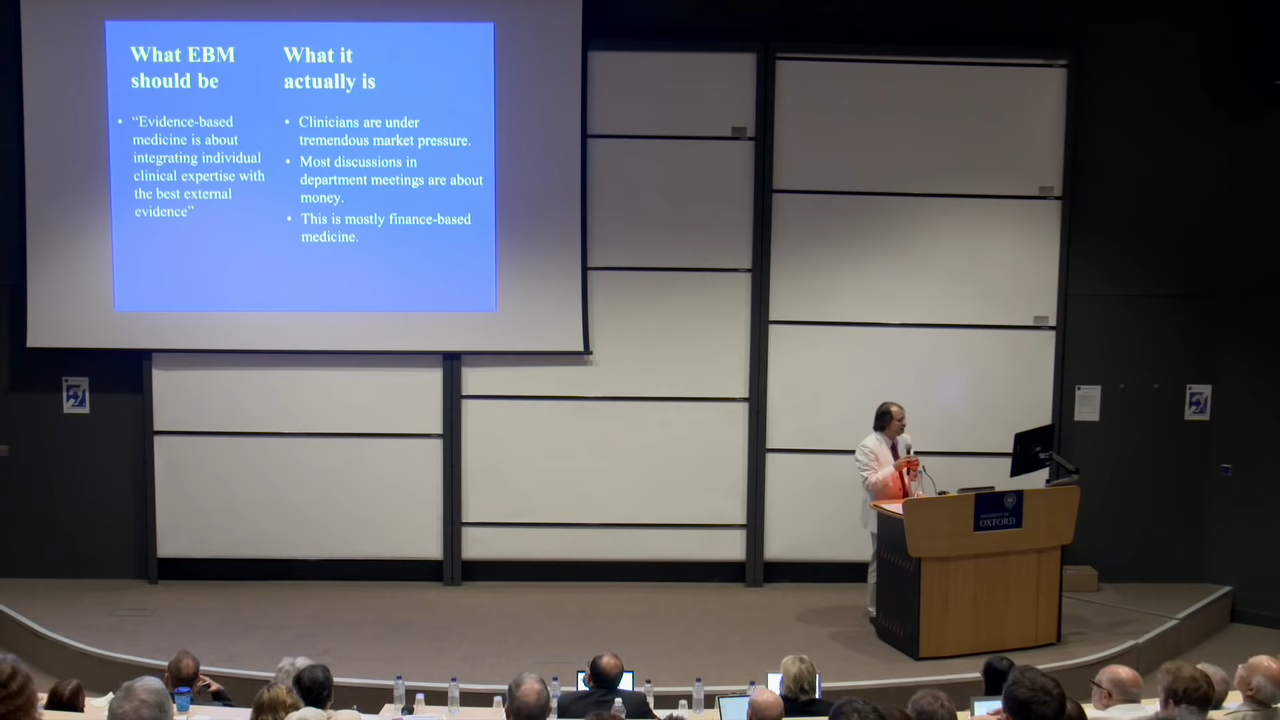 What EBM
should be
• “Evidence-based
medicine is about
integrating individual
clinical expertise with
the best external
evidence”
What it
actually is
• Clinicians are under
tremendous market pressure.
• Most discussions in
department meetings are about
money.
• This is mostly finance-based
medicine.
UNIVERSITY OF
OXFORD